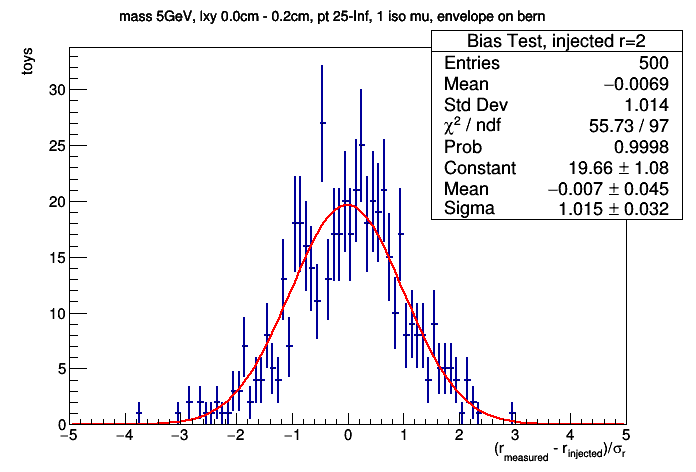 mass 5GeV, lxy 0.0cm - 0.2cm, pt 25-Inf, 1 iso mu, envelope on bern
Bias Test, injected r=2
Entries 500
Mean −0.0069
Std Dev 1.014
χ² / ndf 55.73 / 97
Prob 0.9998
Constant 19.66 ± 1.08
Mean −0.007 ± 0.045
Sigma 1.015 ± 0.032
toys
30
25
20
15
10
5
0
−5 −4 −3 −2 −1 0 1 2 3 4 5
(r_measured - r_injected)/σ_r